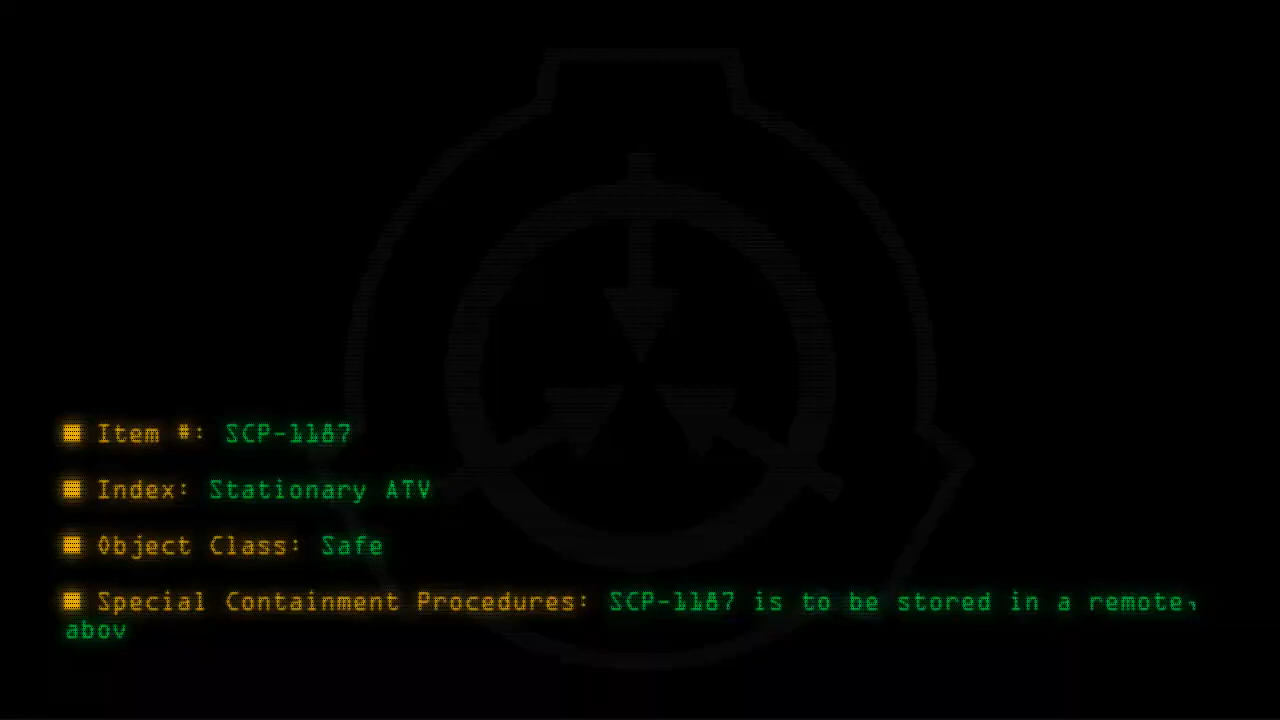 Item #: SCP-1187
Index: Stationary ATV
Object Class: Safe
Special Containment Procedures: SCP-1187 is to be stored in a remote,
abov